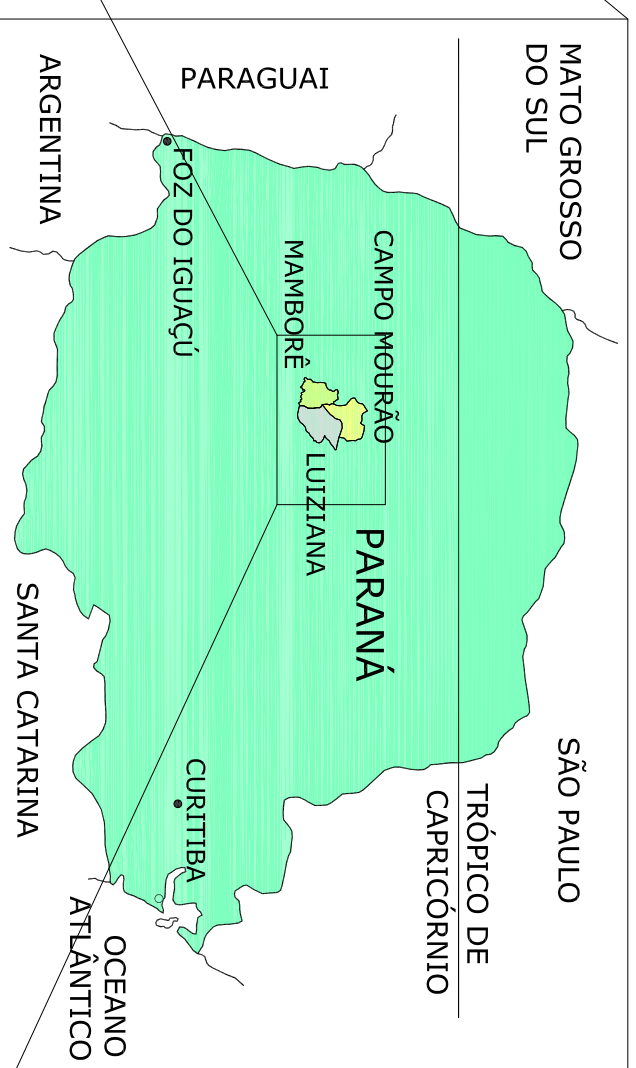 MATO GROSSO
DO SUL
SÃO PAULO
TRÓPICO DE
CAPRICÓRNIO
PARAGUAI
CAMPO MOURÃO
PARANÁ
LUIZIANA
MAMBORÊ
FOZ DO IGUAÇÚ
CURITIBA
ARGENTINA
SANTA CATARINA
OCEANO
ATLÂNTICO